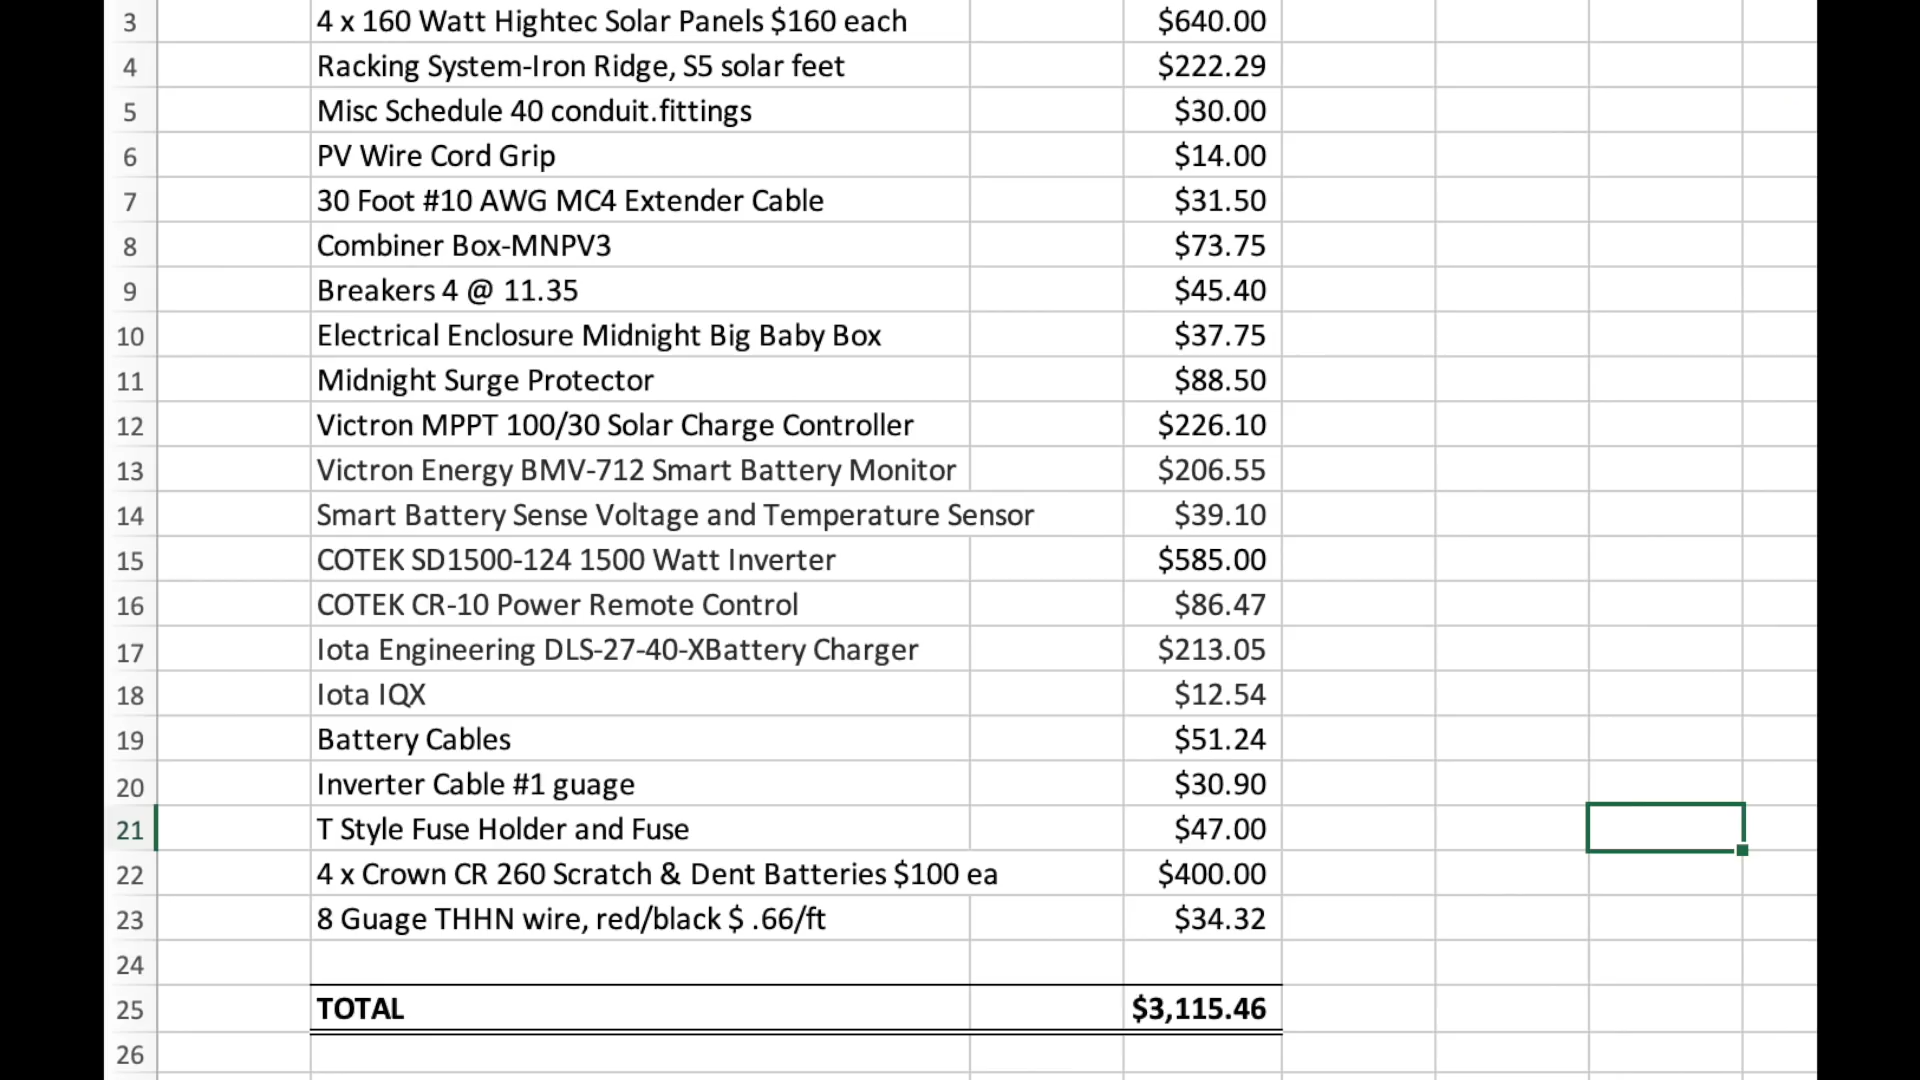 3 4 x 160 Watt Hightec Solar Panels $160 each $640.00
4 Racking System-Iron Ridge, S5 solar feet $222.29
5 Misc Schedule 40 conduit.fittings $30.00
6 PV Wire Cord Grip $14.00
7 30 Foot #10 AWG MC4 Extender Cable $31.50
8 Combiner Box-MNPV3 $73.75
9 Breakers 4 @ 11.35 $45.40
10 Electrical Enclosure Midnight Big Baby Box $37.75
11 Midnight Surge Protector $88.50
12 Victron MPPT 100/30 Solar Charge Controller $226.10
13 Victron Energy BMV-712 Smart Battery Monitor $206.55
14 Smart Battery Sense Voltage and Temperature Sensor $39.10
15 COTEK SD1500-124 1500 Watt Inverter $585.00
16 COTEK CR-10 Power Remote Control $86.47
17 Iota Engineering DLS-27-40-XBattery Charger $213.05
18 Iota IQX $12.54
19 Battery Cables $51.24
20 Inverter Cable #1 guage $30.90
21 T Style Fuse Holder and Fuse $47.00
22 4 x Crown CR 260 Scratch & Dent Batteries $100 ea $400.00
23 8 Guage THHN wire, red/black $ .66/ft $34.32
24
25 TOTAL $3,115.46
26